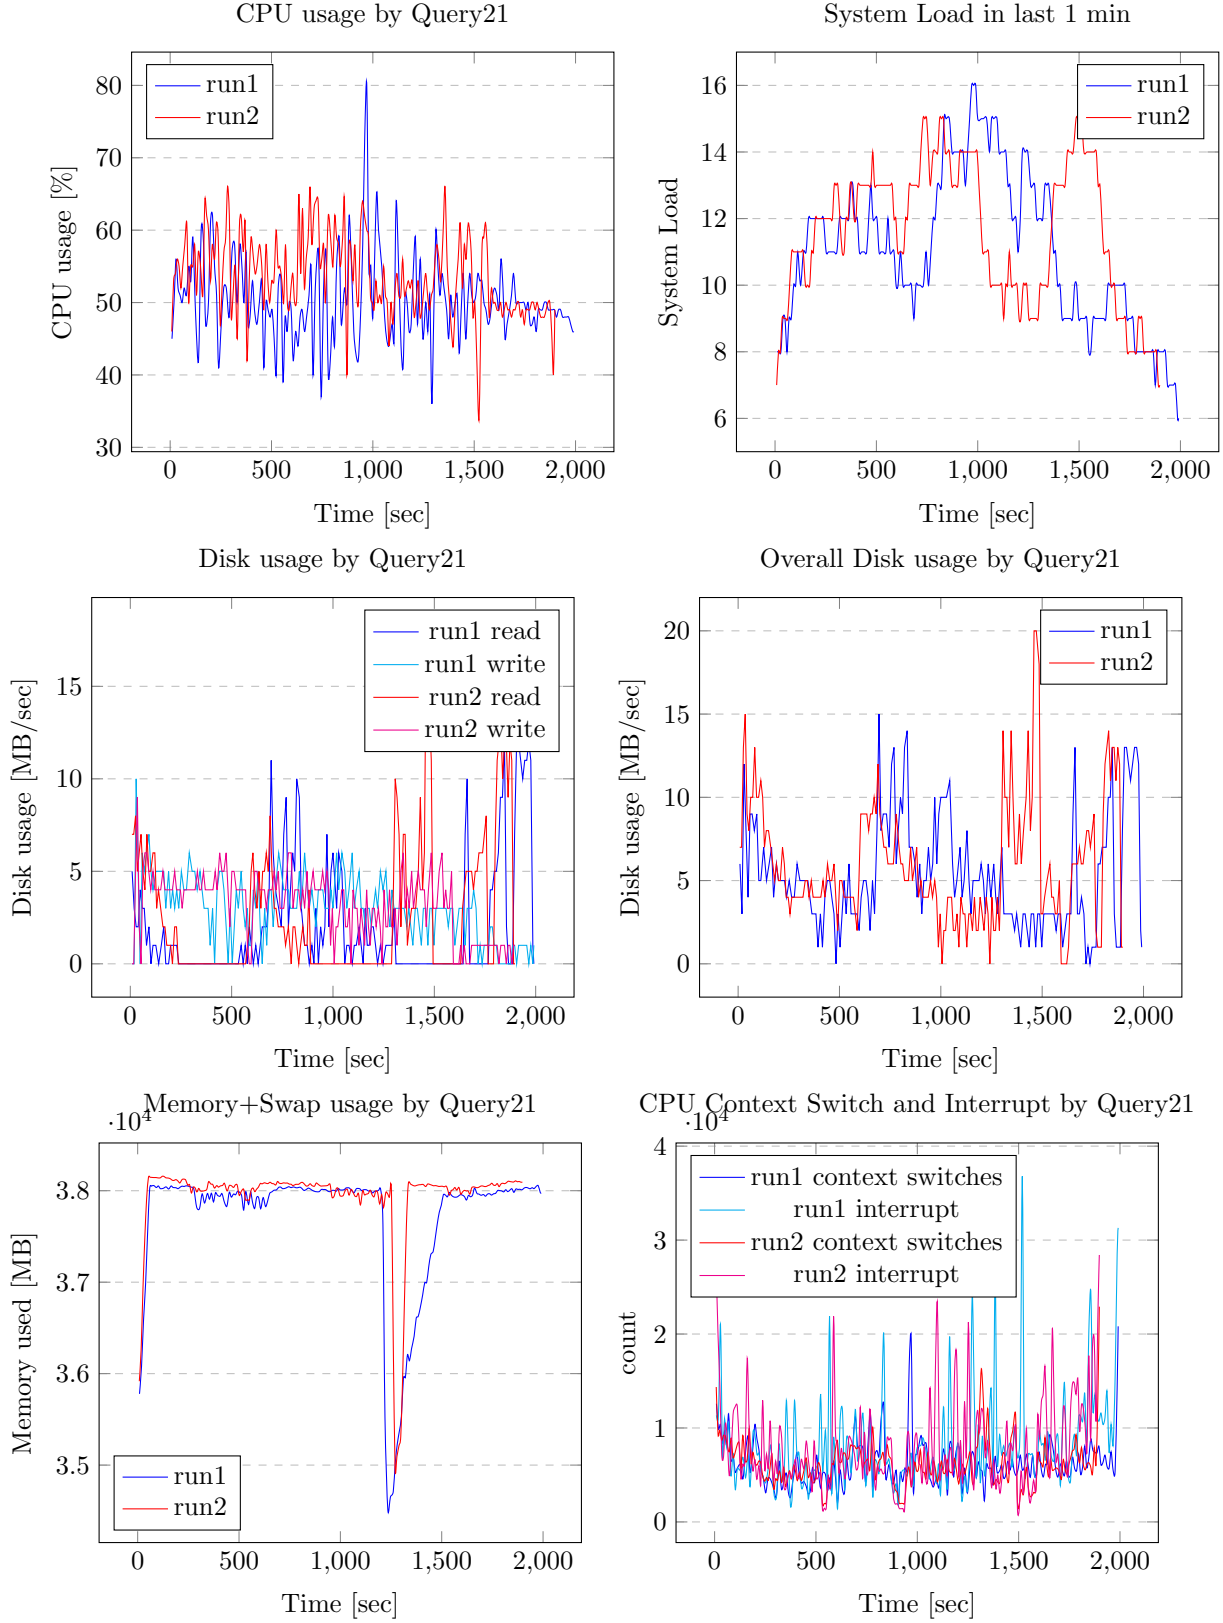 CPU usage by Query21
CPU usage [%]
80
70
60
50
40
30
run1
run2
0
500
1,000
1,500
2,000
Time [sec]
System Load in last 1 min
System Load
16
14
12
10
8
6
run1
run2
0
500
1,000
1,500
2,000
Time [sec]
Disk usage by Query21
Disk usage [MB/sec]
15
10
5
0
run1 read
run1 write
run2 read
run2 write
0
500
1,000
1,500
2,000
Time [sec]
Overall Disk usage by Query21
Disk usage [MB/sec]
20
15
10
5
0
run1
run2
0
500
1,000
1,500
2,000
Time [sec]
Memory+Swap usage by Query21
·10⁴
Memory used [MB]
3.8
3.7
3.6
3.5
run1
run2
0
500
1,000
1,500
2,000
Time [sec]
CPU Context Switch and Interrupt by Query21
·10⁴
count
4
3
2
1
0
run1 context switches
run1 interrupt
run2 context switches
run2 interrupt
0
500
1,000
1,500
2,000
Time [sec]